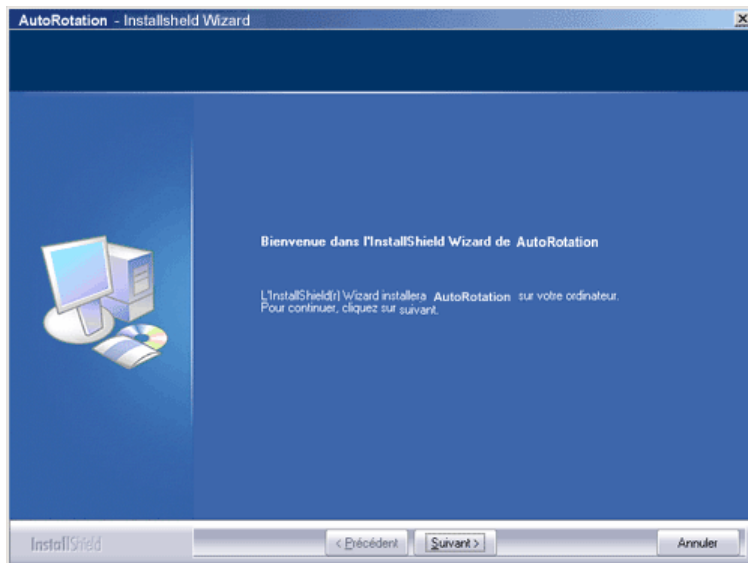 AutoRotation - Installsheld Wizard
Bienvenue dans l'InstallShield Wizard de AutoRotation
L'InstallShield(r) Wizard installera AutoRotation sur votre ordinateur.
Pour continuer, cliquez sur suivant.
InstallShield
< Précédent
Suivant >
Annuler